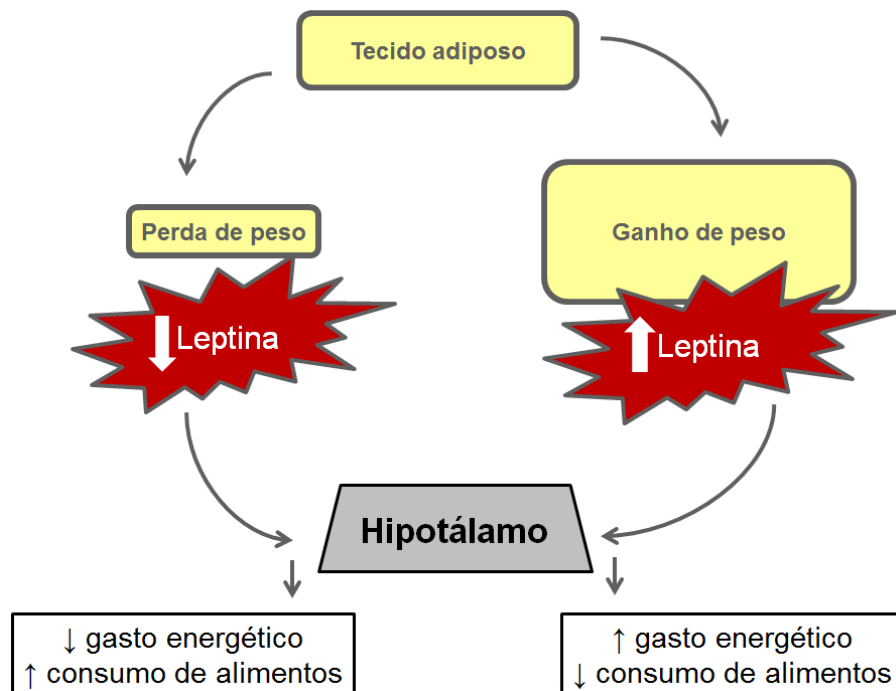 Tecido adiposo
Perda de peso
Ganho de peso
↓ Leptina
↑ Leptina
Hipotálamo
↓ gasto energético
↑ consumo de alimentos
↑ gasto energético
↓ consumo de alimentos